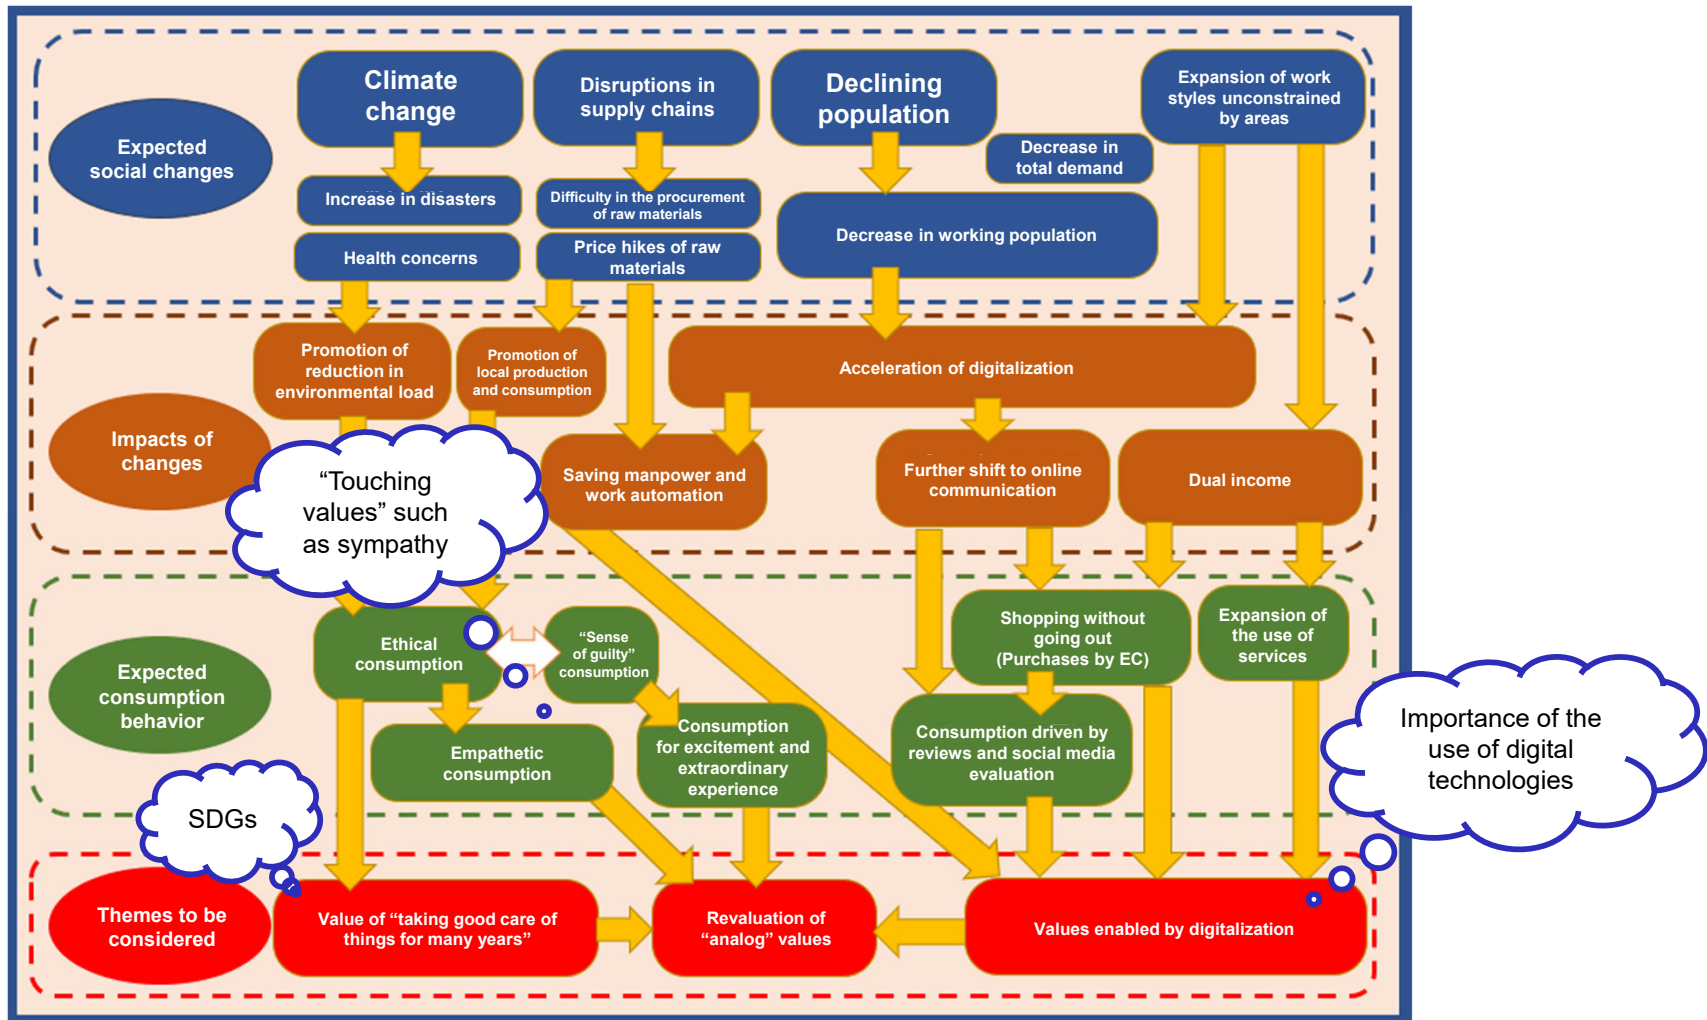 Expected
social changes
Climate
change
Disruptions in
supply chains
Declining
population
Expansion of work
styles unconstrained
by areas
Decrease in
total demand
Increase in disasters
Difficulty in the procurement
of raw materials
Health concerns
Price hikes of raw
materials
Decrease in working population
Impacts of
changes
Promotion of
reduction in
environmental load
Promotion of
local production
and consumption
Acceleration of digitalization
“Touching
values” such
as sympathy
Saving manpower and
work automation
Further shift to online
communication
Dual income
Expected
consumption
behavior
Ethical
consumption
“Sense
of guilty”
consumption
Shopping without
going out
(Purchases by EC)
Expansion of
the use of
services
Empathetic
consumption
Consumption
for excitement and
extraordinary
experience
Consumption driven by
reviews and social media
evaluation
Importance of the
use of digital
technologies
SDGs
Themes to be
considered
Value of “taking good care of
things for many years”
Revaluation of
“analog” values
Values enabled by digitalization